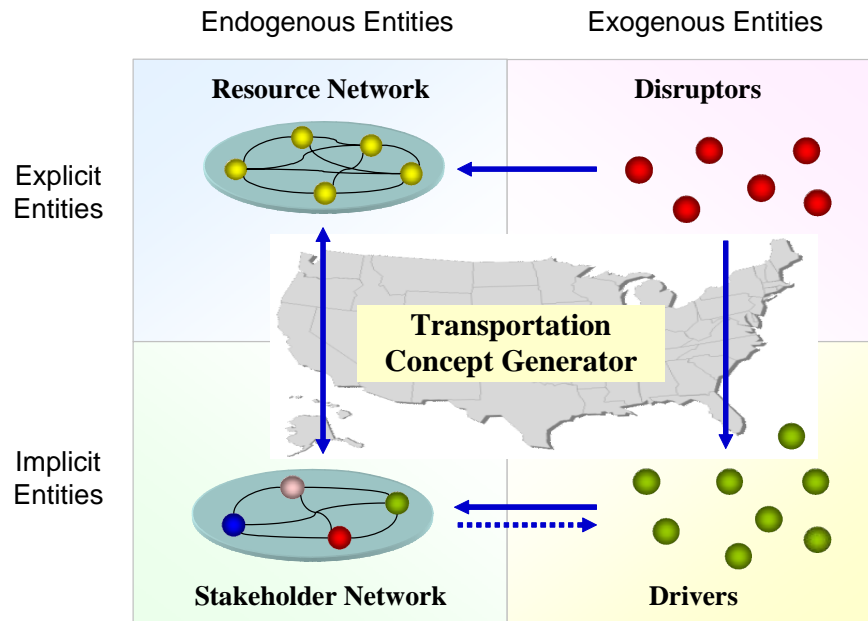 Endogenous Entities
Exogenous Entities
Resource Network
Disruptors
Explicit
Entities
Transportation
Concept Generator
Implicit
Entities
Stakeholder Network
Drivers